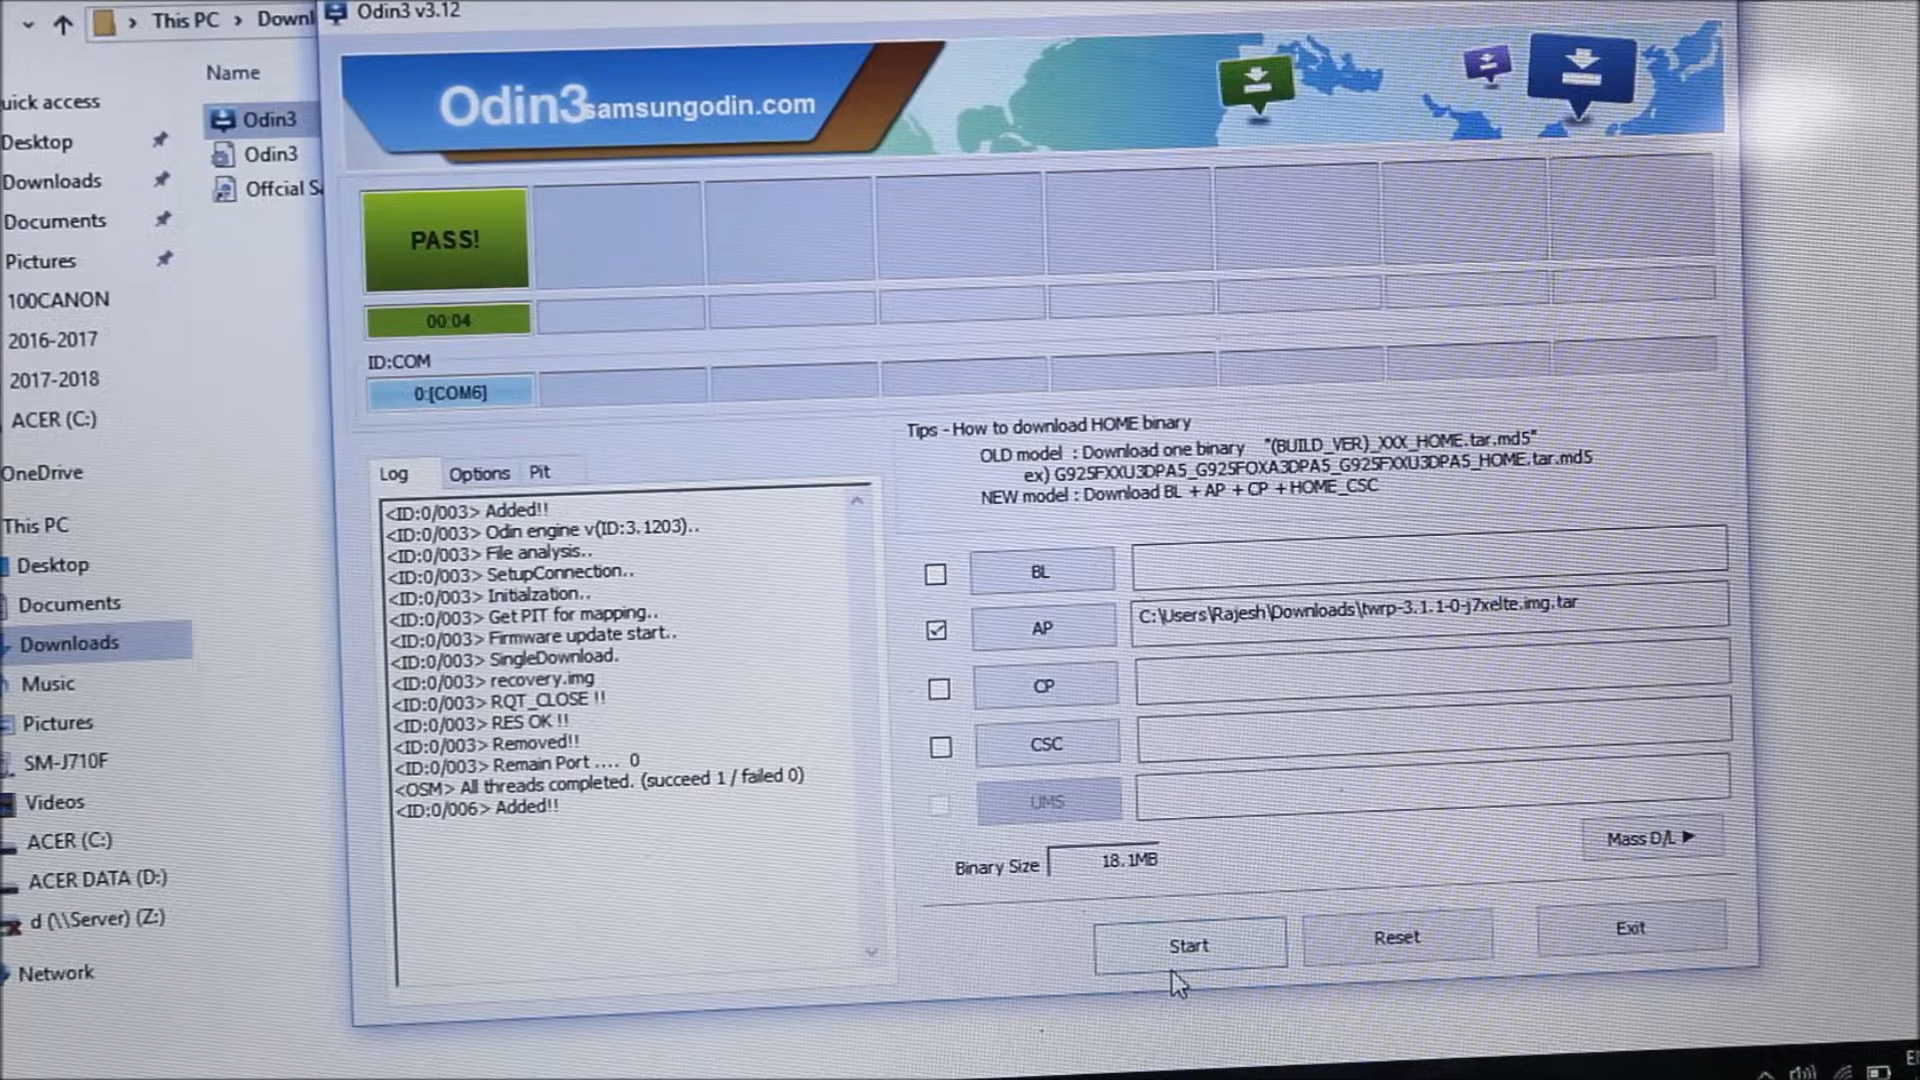 Odin3 v3.12
This PC > Downl
Name
uick access
Desktop
Downloads
Documents
Pictures
100CANON
2016-2017
2017-2018
ACER (C:)
OneDrive
This PC
Desktop
Documents
Downloads
Music
Pictures
SM-J710F
Videos
ACER (C:)
ACER DATA (D:)
d (\\Server) (Z:)
Network
Odin3
Odin3
Offcial Sa
Odin3 samsungodin.com
PASS!
00:04
ID:COM
0:[COM6]
Log Options Pit
<ID:0/003> Added!!
<ID:0/003> Odin engine v(ID:3.1203)..
<ID:0/003> File analysis..
<ID:0/003> SetupConnection..
<ID:0/003> Initialzation..
<ID:0/003> Get PIT for mapping..
<ID:0/003> Firmware update start..
<ID:0/003> SingleDownload.
<ID:0/003> recovery.img
<ID:0/003> RQT_CLOSE !!
<ID:0/003> RES OK !!
<ID:0/003> Removed!!
<ID:0/003> Remain Port .... 0
<OSM> All threads completed. (succeed 1 / failed 0)
<ID:0/006> Added!!
Tips - How to download HOME binary
OLD model : Download one binary "(BUILD_VER)_XXX_HOME.tar.md5"
ex) G925FXXU3DPA5_G925FOXA3DPA5_G925FXXU3DPA5_HOME.tar.md5
NEW model : Download BL + AP + CP + HOME_CSC
BL
AP C:\Users\Rajesh\Downloads\twrp-3.1.1-0-j7xelte.img.tar
CP
CSC
UMS
Binary Size 18.1MB
Mass D/L
Start Reset Exit